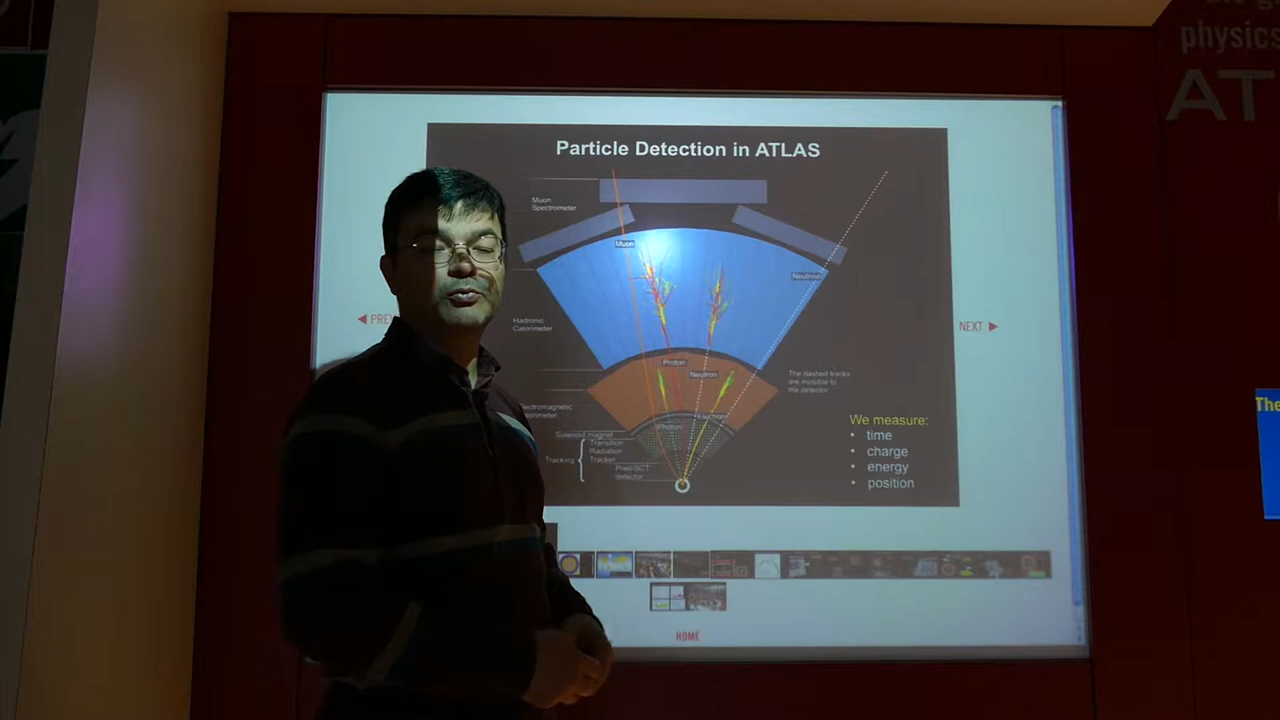 physics
AT
Particle Detection in ATLAS
Muon
Spectrometer
Muon
Neutrino
◀ PREV
Hadronic
Calorimeter
NEXT ▶
Proton
Neutron
The dashed tracks
are invisible to
the detector
The
Electromagnetic
Calorimeter
Electron
Photon
We measure:
Solenoid magnet
• time
Transition
Radiation
Tracker
Tracking
• charge
• energy
Pixel/SCT
detector
• position
HOME